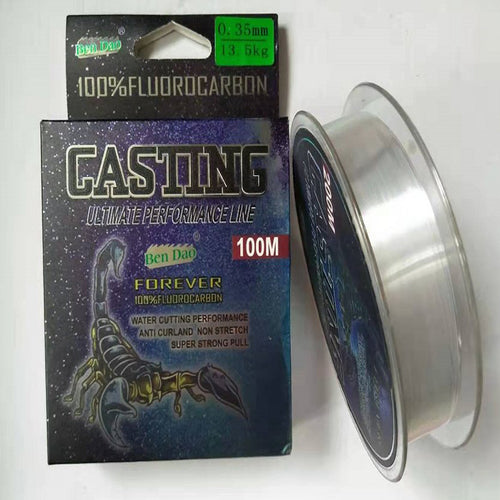 Ben Dao
®
0.35mm
13.5kg
100%FLUOROCARBON
CASTING
ULTIMATE PERFORMANCE LINE
Ben Dao
®
100M
FOREVER
100%FLUOROCARBON
WATER CUTTING PERFORMANCE
ANTI CURLAND NON STRETCH
SUPER STRONG PULL